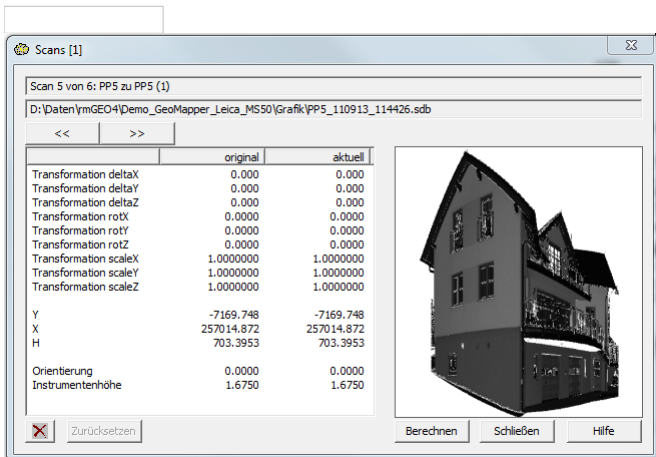 Scans [1]
Scan 5 von 6: PP5 zu PP5 (1)
D:\Daten\rmGEO4\Demo_GeoMapper_Leica_MS50\Grafik\PP5_110913_114426.sdb
<< >>
original aktuell
Transformation deltaX 0.000 0.000
Transformation deltaY 0.000 0.000
Transformation deltaZ 0.000 0.000
Transformation rotX 0.0000 0.0000
Transformation rotY 0.0000 0.0000
Transformation rotZ 0.0000 0.0000
Transformation scaleX 1.0000000 1.0000000
Transformation scaleY 1.0000000 1.0000000
Transformation scaleZ 1.0000000 1.0000000
Y -7169.748 -7169.748
X 257014.872 257014.872
H 703.3953 703.3953
Orientierung 0.0000 0.0000
Instrumentenhöhe 1.6750 1.6750
Zurücksetzen Berechnen Schließen Hilfe